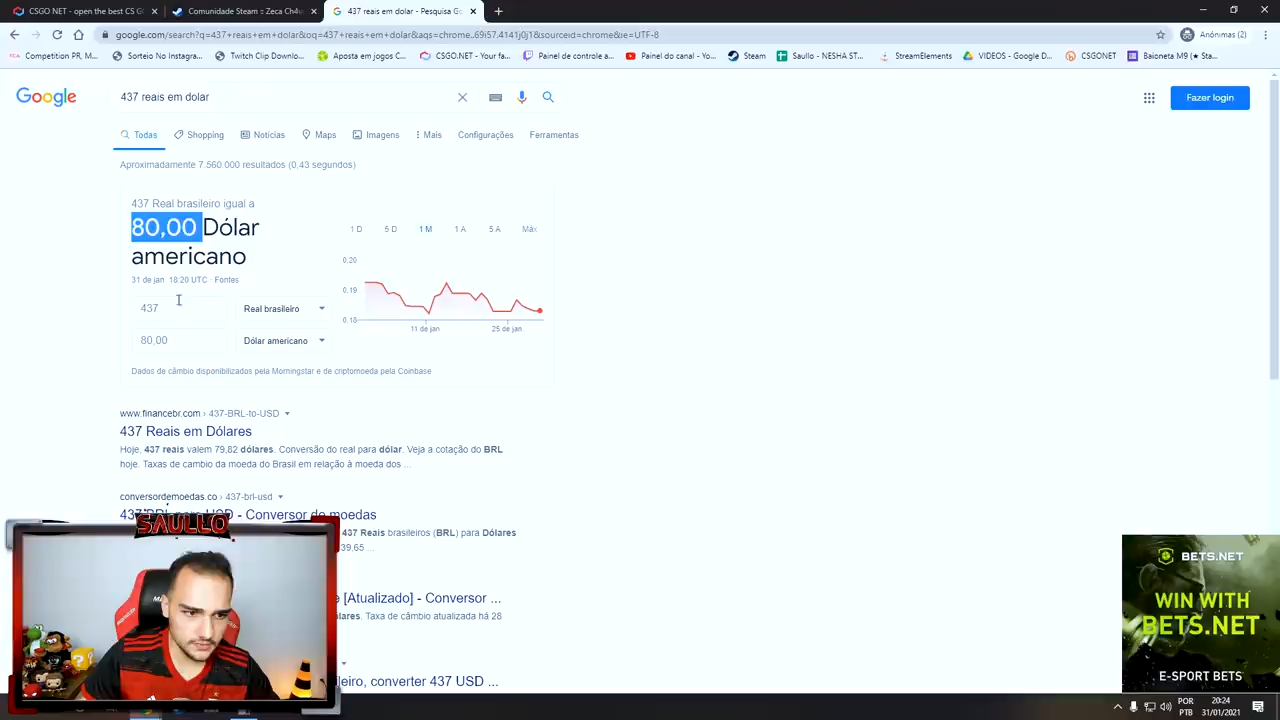 CSGO NET - open the best CS G
Comunidade Steam :: Zeca Ch4v
437 reais em dolar - Pesquisa Go
google.com/search?q=437+reais+em+dolar&oq=437+reais+em+dolar&aqs=chrome..69i57.4141j0j1&sourceid=chrome&ie=UTF-8
Anónimas (2)
Competition PR, M...
Sorteio No Instagra...
Twitch Clip Downlo...
Aposta em jogos C...
CSGO.NET - Your fa...
Painel de controle a...
Painel do canal - Yo...
Steam
Saullo - NESHA ST...
StreamElements
VIDEOS - Google D...
CSGONET
Baioneta M9 (★ Sta...
Google
437 reais em dolar
Fazer login
Todas
Shopping
Notícias
Maps
Imagens
Mais
Configurações
Ferramentas
Aproximadamente 7.560.000 resultados (0,43 segundos)
437 Real brasileiro igual a
80,00 Dólar
americano
31 de jan 18:20 UTC · Fontes
437
Real brasileiro
80,00
Dólar americano
1 D
5 D
1 M
1 A
5 A
Máx
0,20
0,19
0,18
11 de jan
25 de jan
Dados de câmbio disponibilizados pela Morningstar e de criptomoeda pela Coinbase
www.financebr.com › 437-BRL-to-USD
437 Reais em Dólares
Hoje, 437 reais valem 79,82 dólares. Conversão do real para dólar. Veja a cotação do BRL
hoje. Taxas de cambio da moeda do Brasil em relação à moeda dos ...
conversordemoedas.co › 437-brl-usd
437 BRL para USD - Conversor de moedas
437 Reais brasileiros (BRL) para Dólares
39,65 ...
[Atualizado] - Conversor ...
lares. Taxa de câmbio atualizada há 28
leiro, converter 437 USD ...
SAULLO
BETS.NET
WIN WITH
BETS.NET
E-SPORT BETS
POR
PTB
20:24
31/01/2021